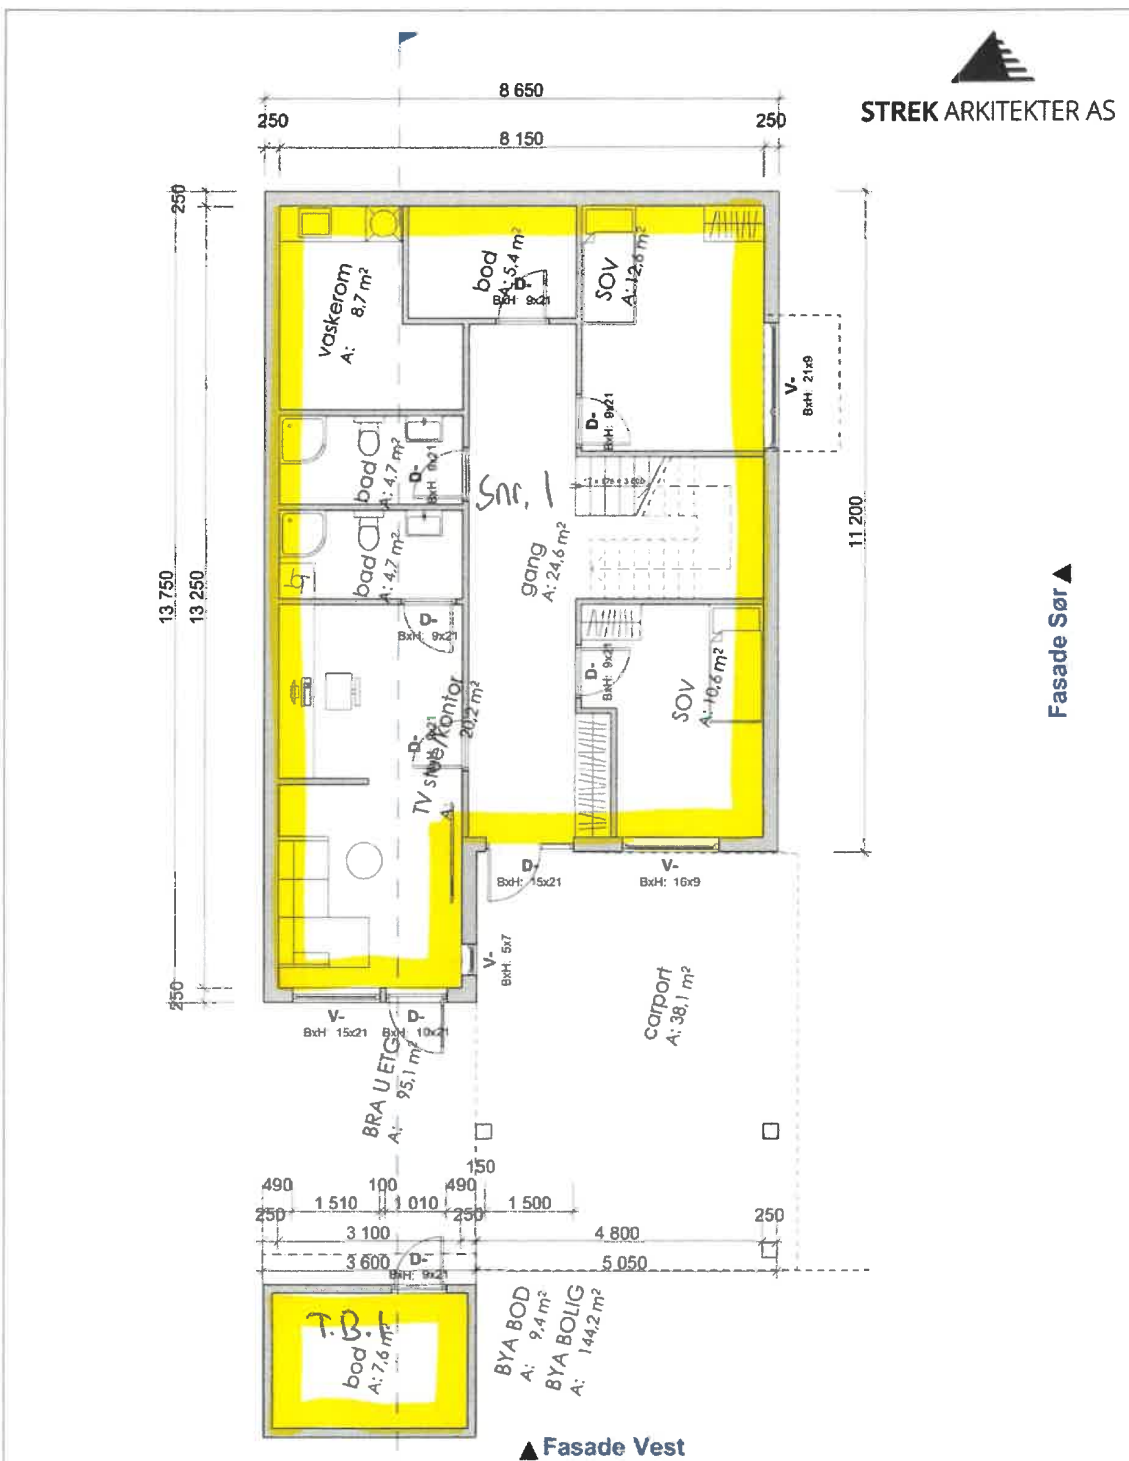 STREK ARKITEKTER AS
8 650
250
250
8 150
250
vaskerom
A: 8,7 m²
bod
A: 5,4 m²
D-
BxH: 9x21
SOV
A: 12,6 m²
V-
BxH: 21x9
D-
BxH: 9x21
bad
A: 4,7 m²
D-
Snr. 1
11 200
bad
A: 4,7 m²
gang
A: 24,6 m²
13 750
13 250
D-
BxH: 9x21
D-
BxH: 9x21
SOV
A: 10,6 m²
Fasade Sør
TV stue/kontor
A: 20,2 m²
D-
D-
BxH: 15x21
V-
BxH: 16x9
V-
BxH: 5x7
250
V-
BxH: 15x21
D-
BxH: 10x21
carport
A: 38,1 m²
BRA U ETG
A: 95,1 m²
150
490
100
490
1 510
1 010
1 500
250
250
250
3 100
4 800
3 600
5 050
D-
BxH: 9x21
T.B.1
bod
A: 7,6 m²
BYA BOD
A: 9,4 m²
BYA BOLIG
A: 144,2 m²
Fasade Vest